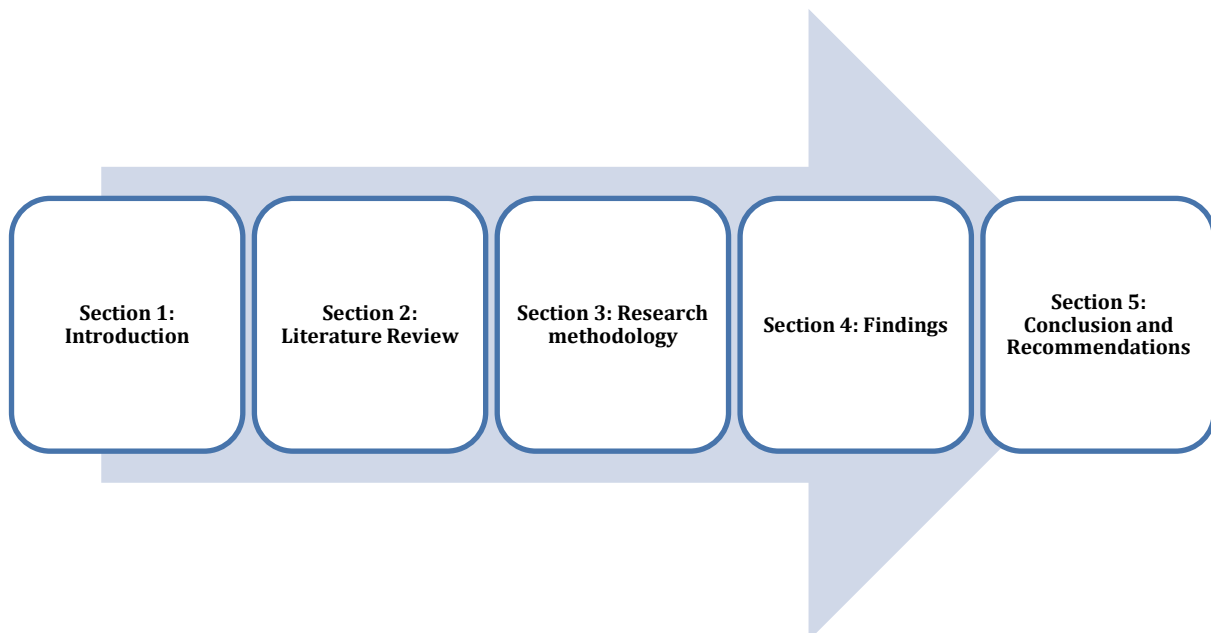 Section 1:
Introduction
Section 2:
Literature Review
Section 3: Research
methodology
Section 4: Findings
Section 5:
Conclusion and
Recommendations